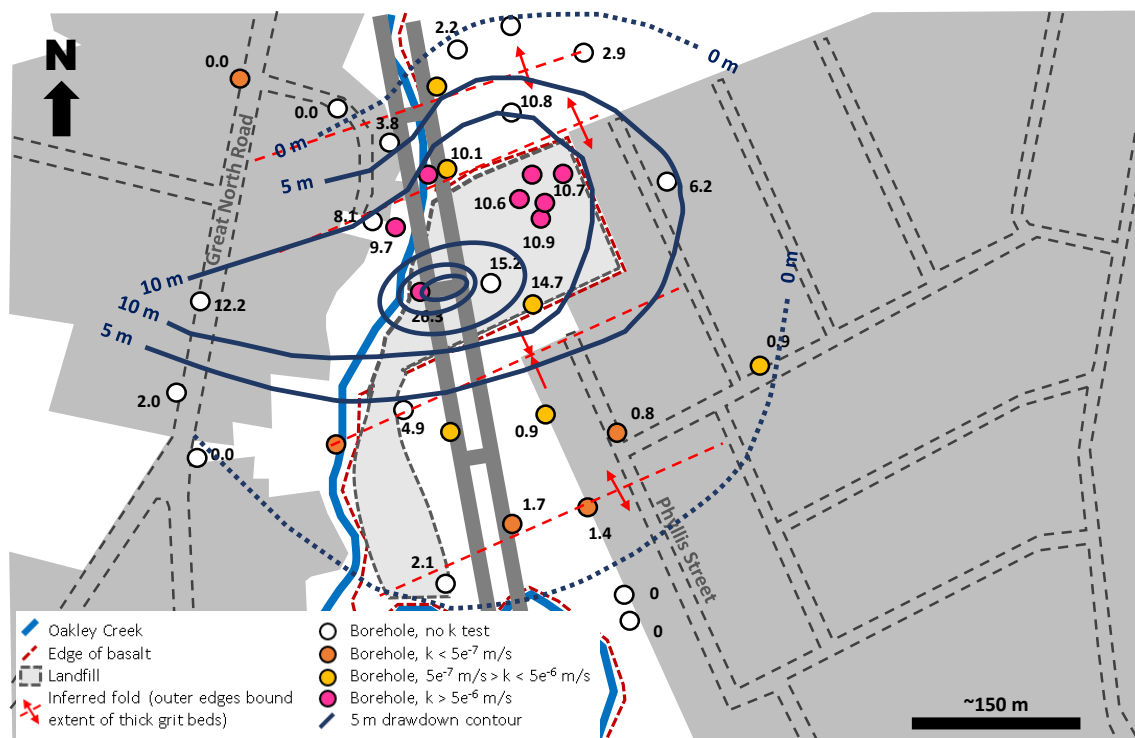 2.2
2.9
0 m
N
0.0
0.0
3.8
10.8
0 m
5 m
10.1
10.7
6.2
10.6
Great North Road
8.1
9.7
10.9
10 m
15.2
0 m
14.7
12.2
10 m
26.3
5 m
0.9
2.0
4.9
0.9
0.8
0.0
1.7
1.4
Phyllis Street
2.1
0
0
Oakley Creek
Edge of basalt
Landfill
Inferred fold (outer edges bound
extent of thick grit beds)
Borehole, no k test
Borehole, k < 5e⁻⁷ m/s
Borehole, 5e⁻⁷ m/s> k < 5e⁻⁶ m/s
Borehole, k > 5e⁻⁶ m/s
5 m drawdown contour
~150 m